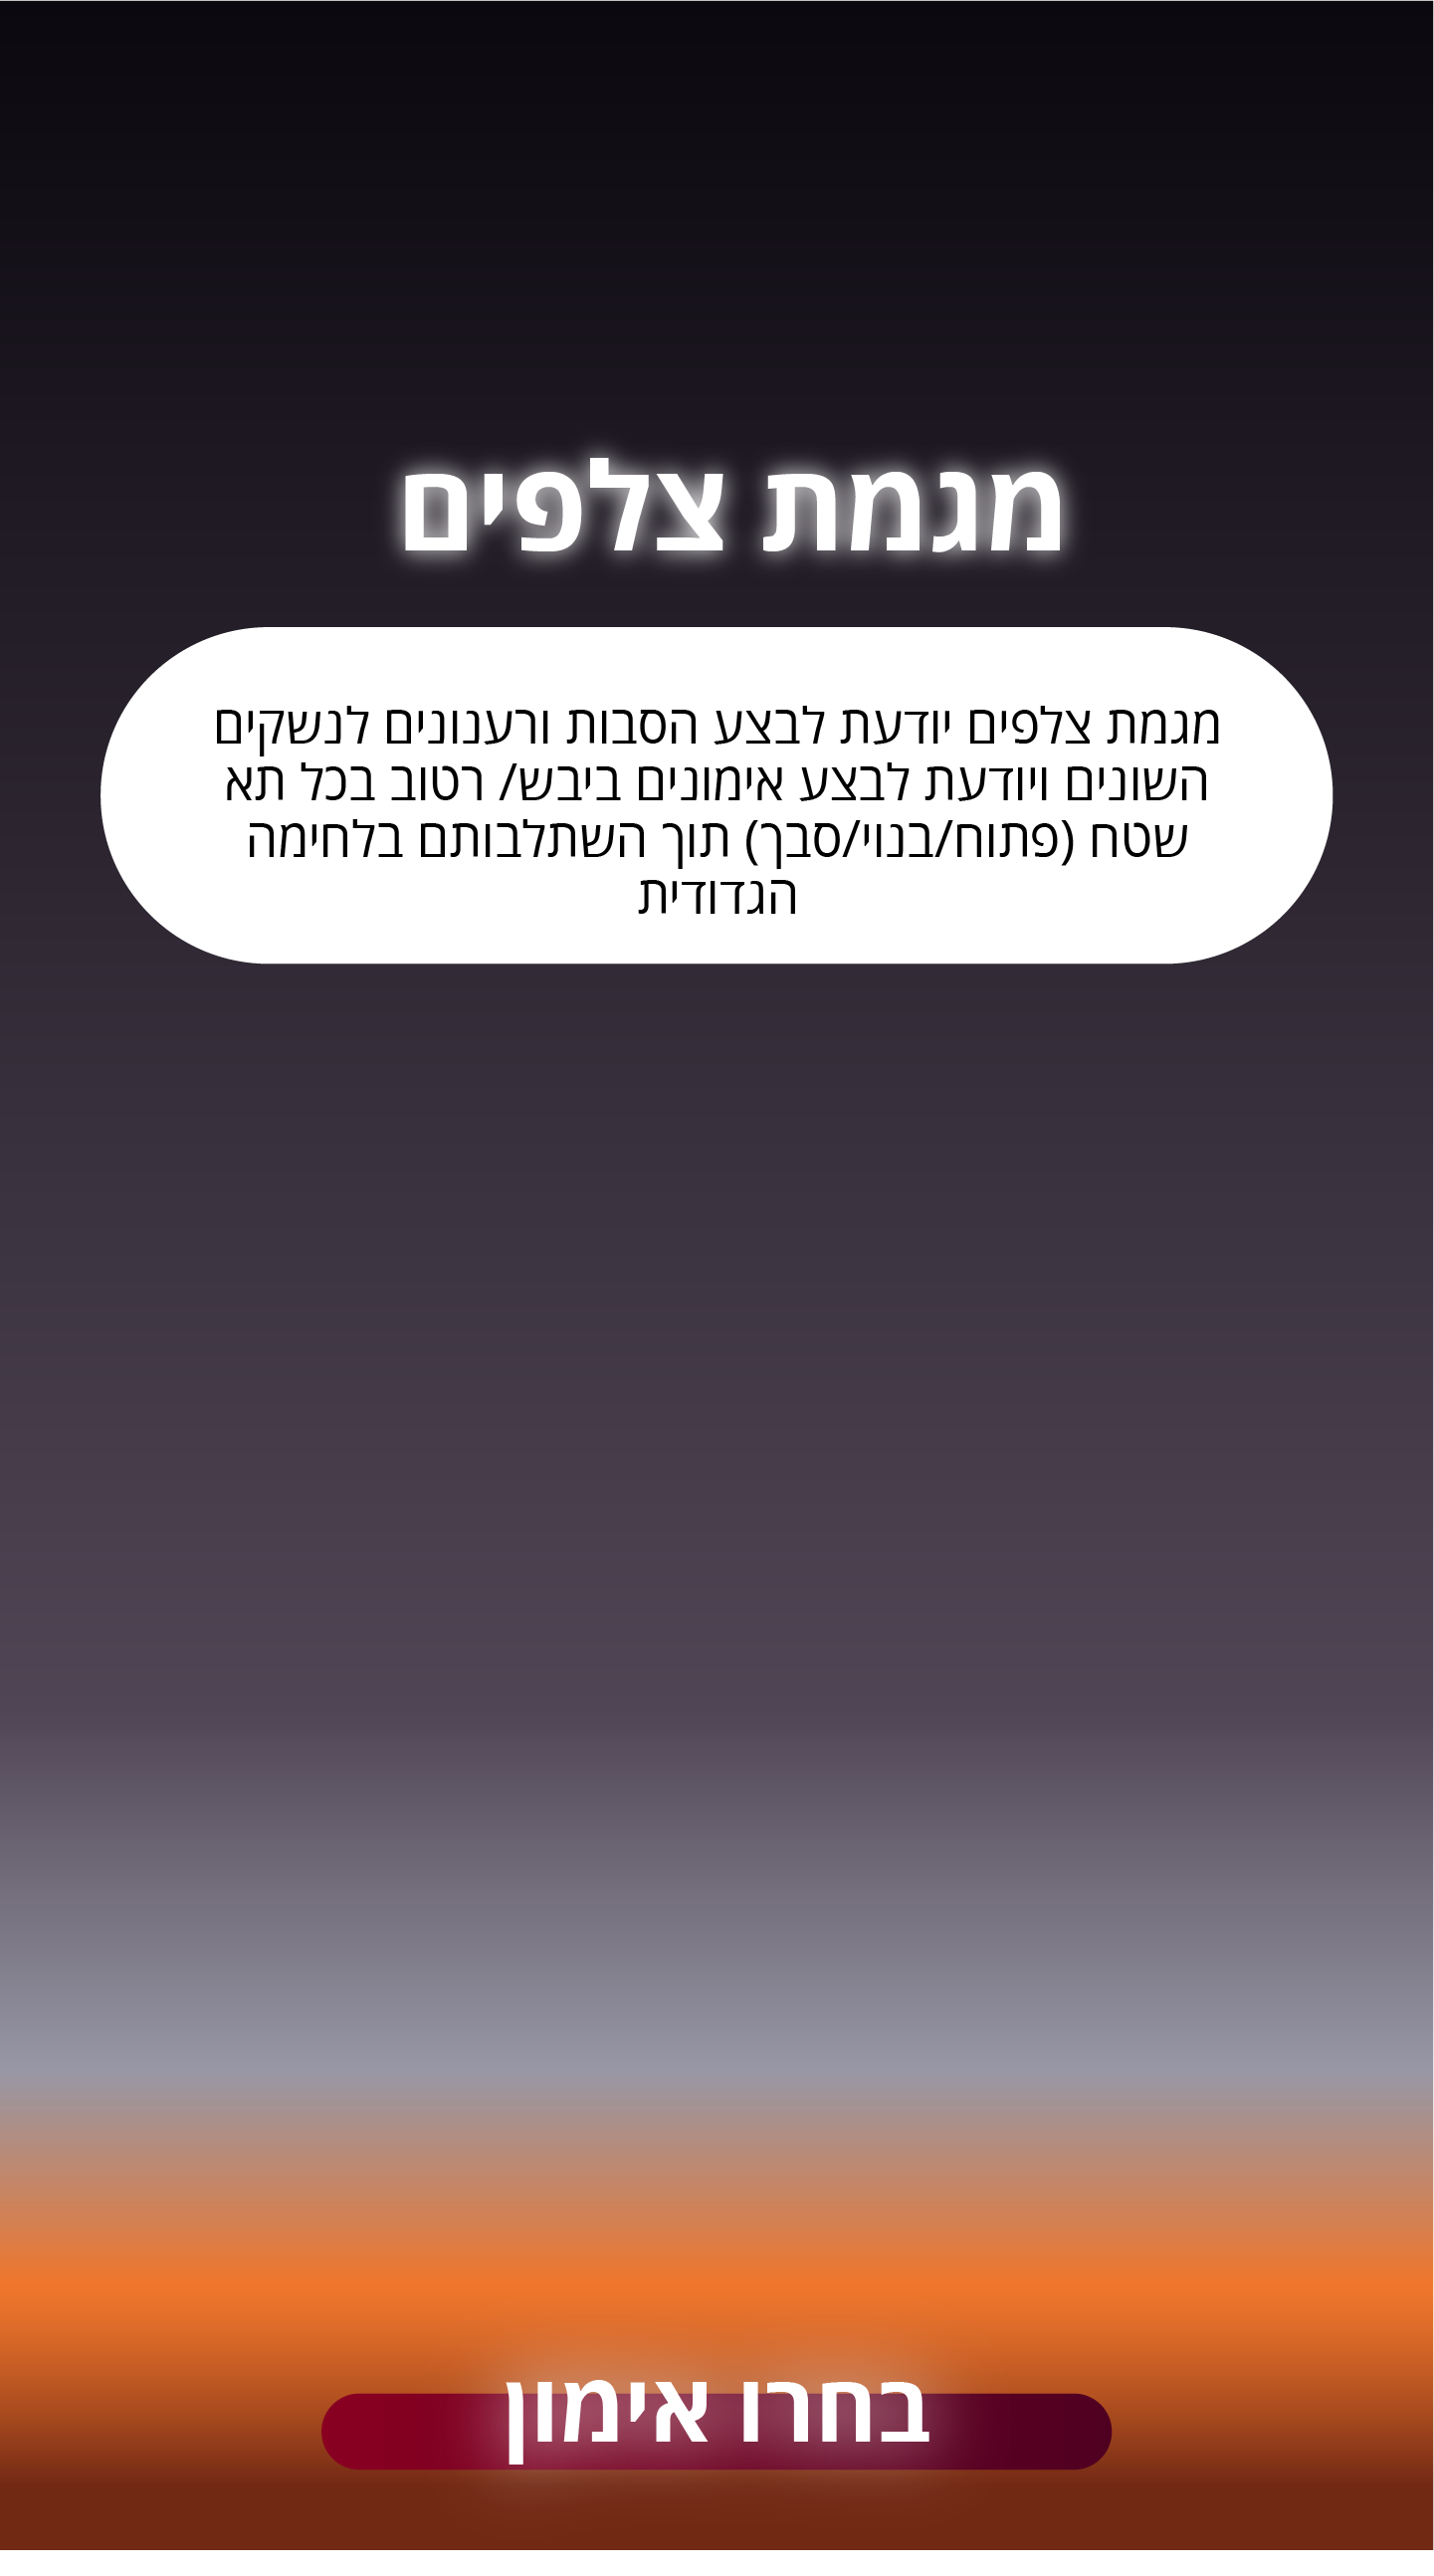 מגמת צלפים
מגמת צלפים יודעת לבצע הסבות ורענונים לנשקים
השונים ויודעת לבצע אימונים ביבש/ רטוב בכל תא
שטח (פתוח/בנוי/סבך) תוך השתלבותם בלחימה
הגדודית
בחרו אימון